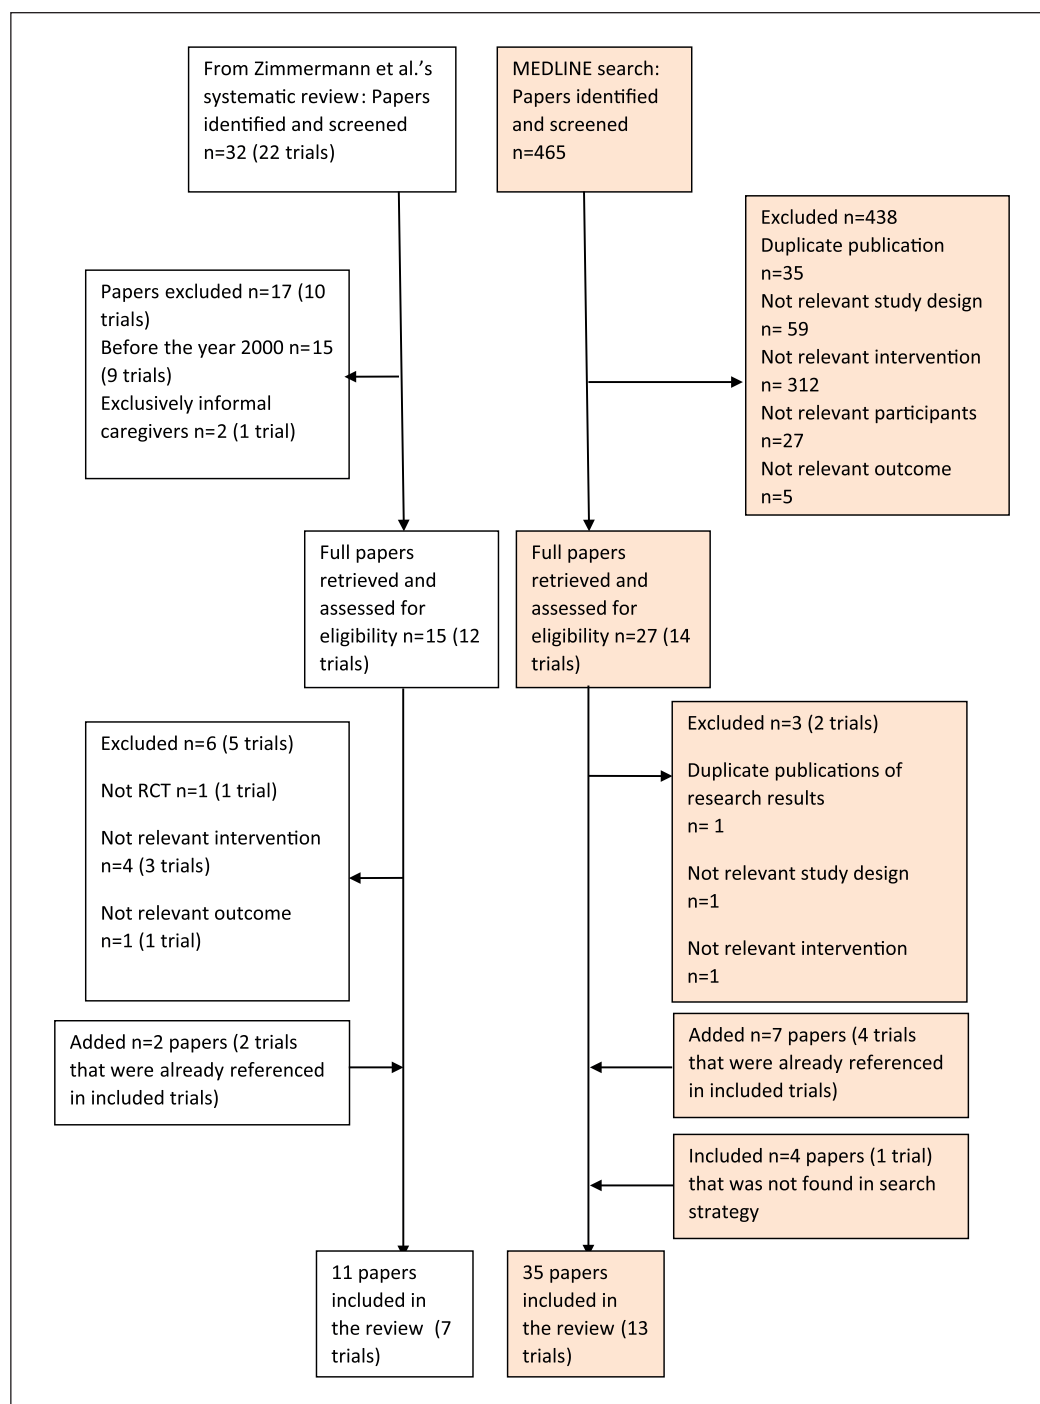 From Zimmermann et al.'s
systematic review: Papers
identified and screened
n=32 (22 trials)
MEDLINE search:
Papers identified
and screened
n=465
Excluded n=438
Duplicate publication
n=35
Not relevant study design
n= 59
Not relevant intervention
n= 312
Not relevant participants
n=27
Not relevant outcome
n=5
Papers excluded n=17 (10
trials)
Before the year 2000 n=15
(9 trials)
Exclusively informal
caregivers n=2 (1 trial)
Full papers
retrieved and
assessed for
eligibility n=15 (12
trials)
Full papers
retrieved and
assessed for
eligibility n=27 (14
trials)
Excluded n=6 (5 trials)
Not RCT n=1 (1 trial)
Not relevant intervention
n=4 (3 trials)
Not relevant outcome
n=1 (1 trial)
Excluded n=3 (2 trials)
Duplicate publications of
research results
n= 1
Not relevant study design
n=1
Not relevant intervention
n=1
Added n=2 papers (2 trials
that were already referenced
in included trials)
Added n=7 papers (4 trials
that were already referenced
in included trials)
Included n=4 papers (1 trial)
that was not found in search
strategy
11 papers
included in
the review (7
trials)
35 papers
included in
the review (13
trials)